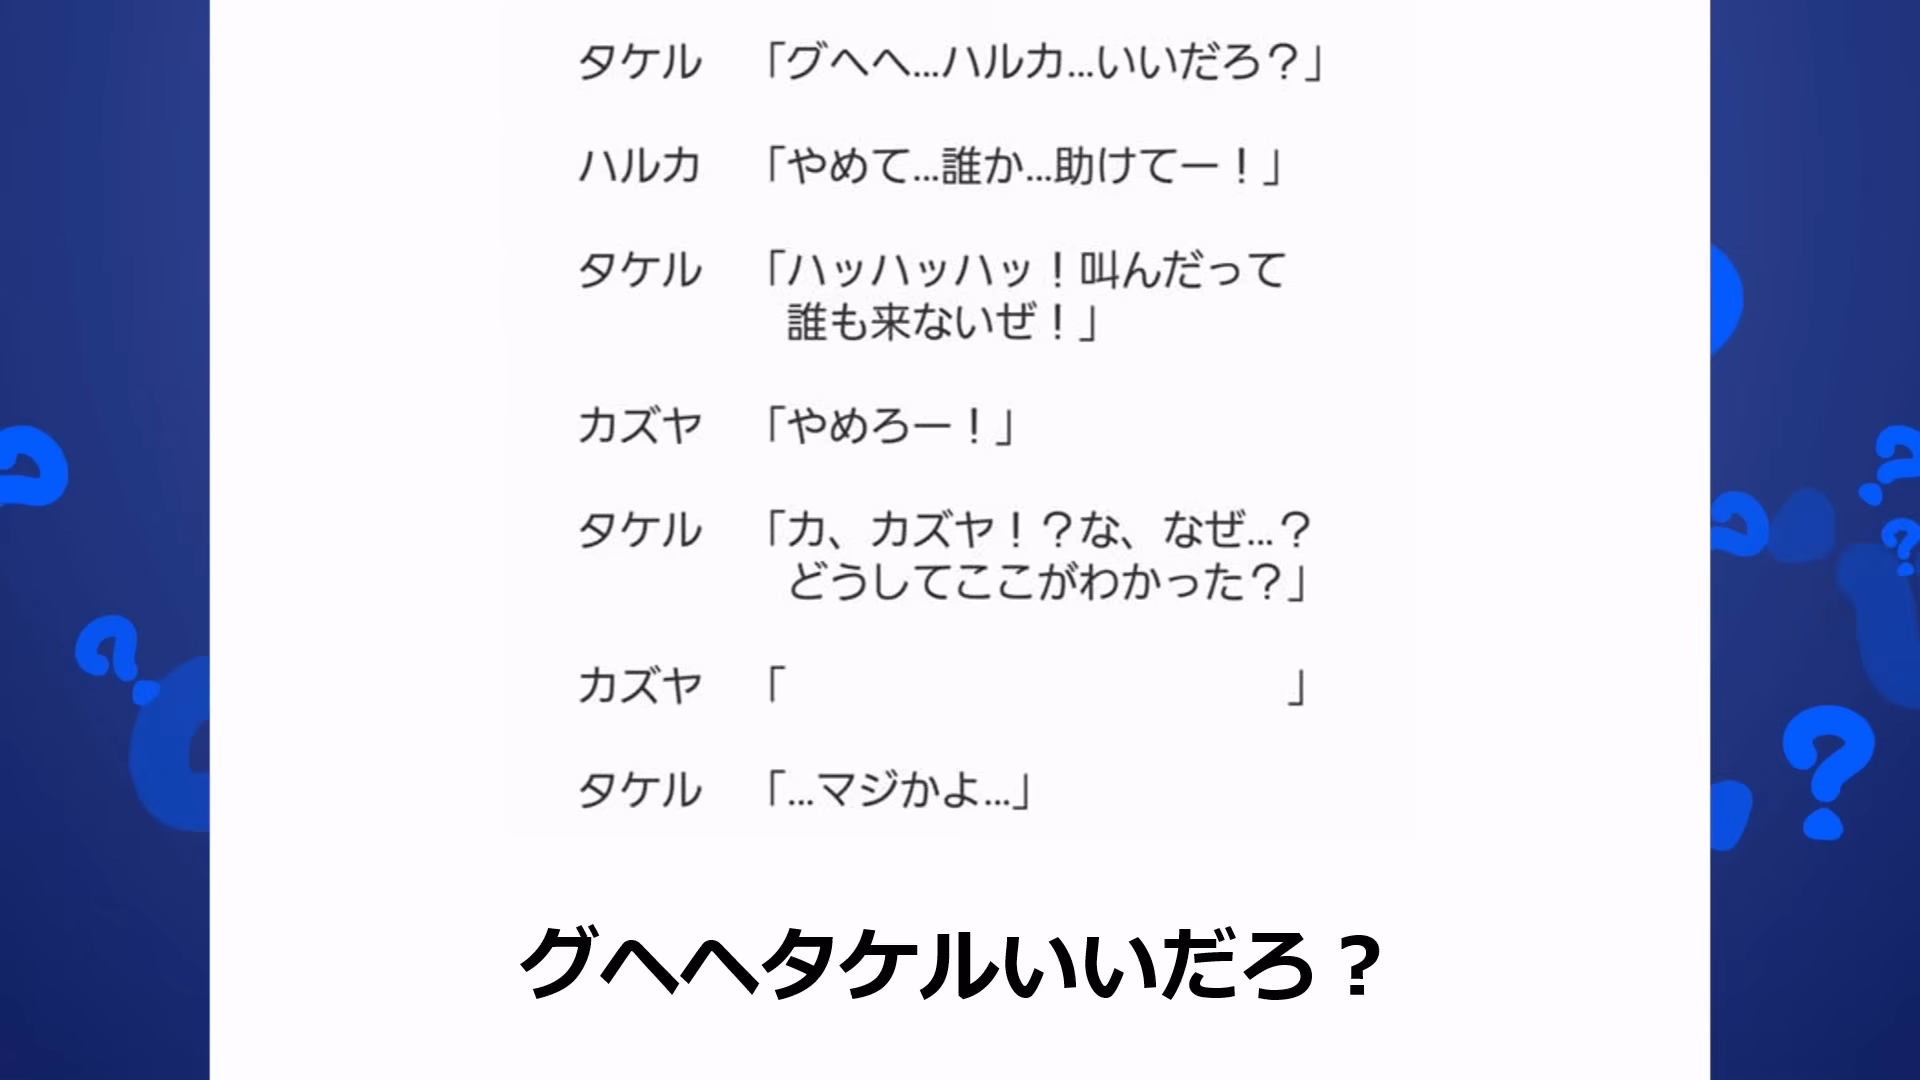 タケル 「グへへ...ハルカ...いいだろ？」
ハルカ 「やめて...誰か...助けてー！」
タケル 「ハッハッハッ！叫んだって
誰も来ないぜ！」
カズヤ 「やめろー！」
タケル 「カ、カズヤ！？な、なぜ...？
どうしてここがわかった？」
カズヤ 「 」
タケル 「...マジかよ...」
グへへタケルいいだろ？